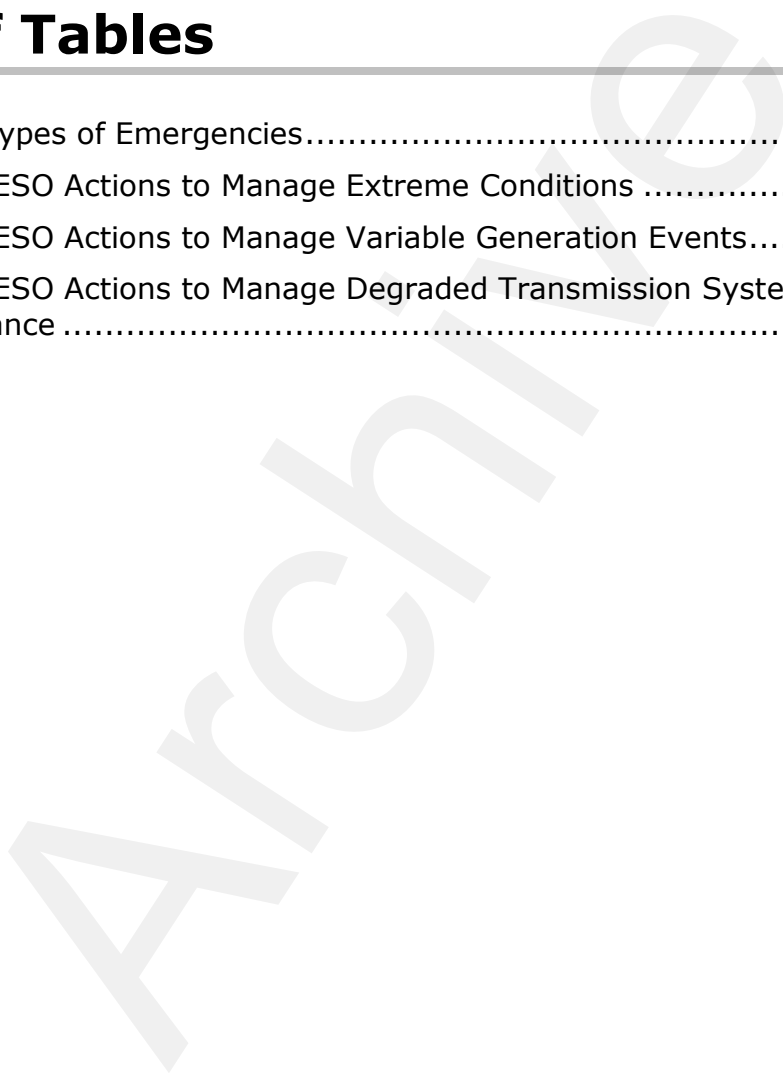 f Tables
ypes of Emergencies............................................
ESO Actions to Manage Extreme Conditions .............
ESO Actions to Manage Variable Generation Events...
ESO Actions to Manage Degraded Transmission Syste
ance ....................................................................
Archive